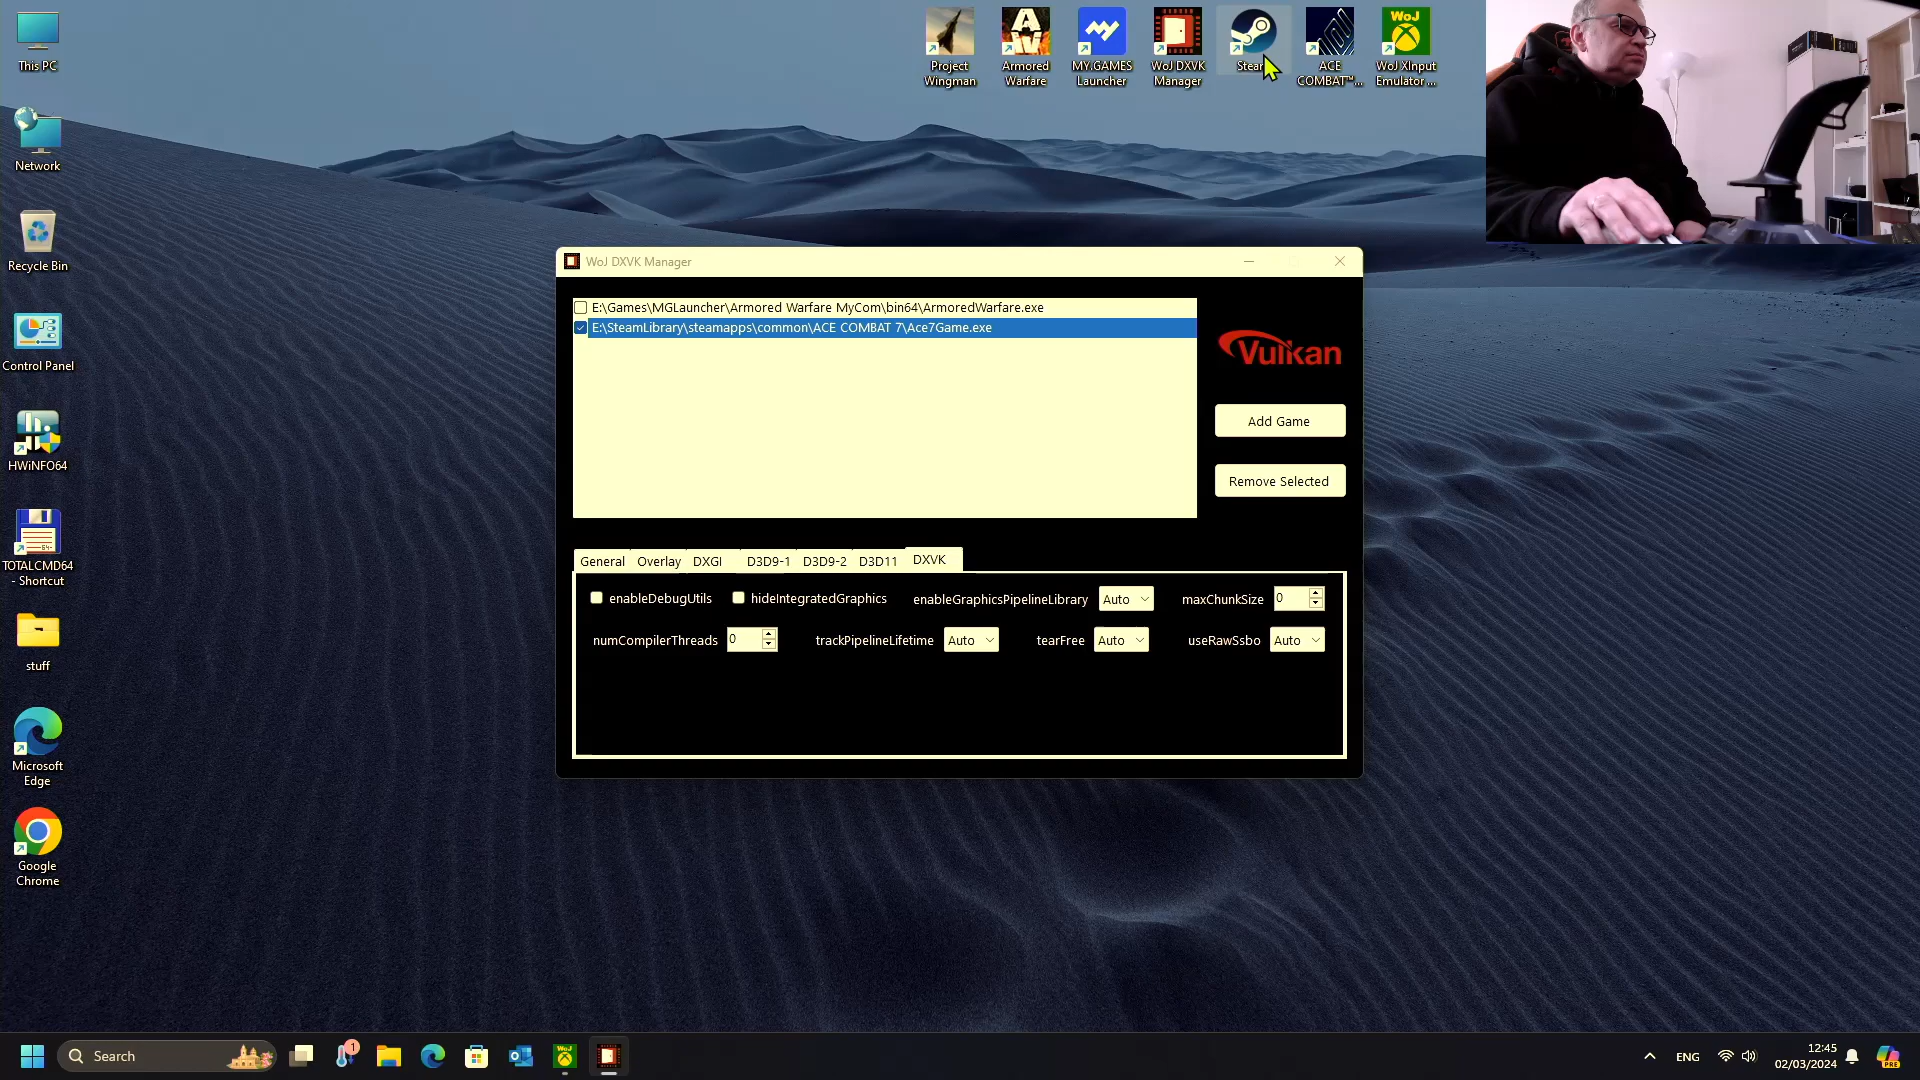 This PC
Network
Recycle Bin
Control Panel
HWiNFO64
TOTALCMD64
- Shortcut
stuff
Microsoft
Edge
Google
Chrome
Project
Wingman
Armored
Warfare
MY.GAMES
Launcher
WoJ DXVK
Manager
ACE
COMBAT™...
WoJ
WoJ XInput
Emulator ...
WoJ DXVK Manager
E:\Games\MGLauncher\Armored Warfare MyCom\bin64\ArmoredWarfare.exe
E:\SteamLibrary\steamapps\common\ACE COMBAT 7\Ace7Game.exe
Vulkan
Add Game
Remove Selected
General Overlay DXGI D3D9-1 D3D9-2 D3D11 DXVK
enableDebugUtils hideIntegratedGraphics enableGraphicsPipelineLibrary Auto maxChunkSize 0
numCompilerThreads 0 trackPipelineLifetime Auto tearFree Auto useRawSsbo Auto
Search
1
WoJ
ENG
12:45
02/03/2024
PRE